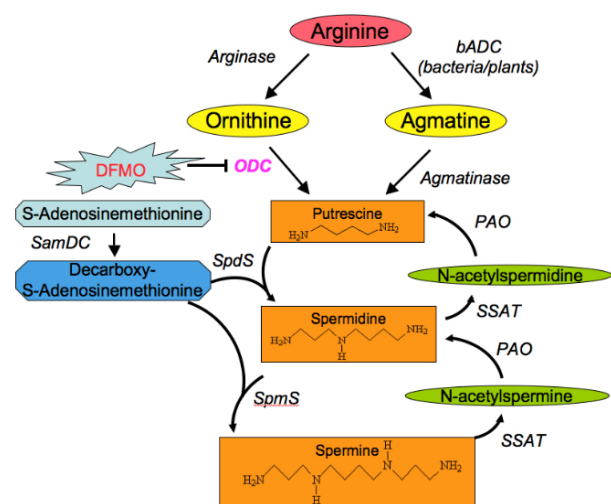 Arginine
Arginase
bADC
(bacteria/plants)
Ornithine
Agmatine
DFMO
ODC
Agmatinase
S-Adenosinemethionine
Putrescine
H₂N
NH₂
PAO
SamDC
Decarboxy-
S-Adenosinemethionine
SpdS
N-acetylspermidine
Spermidine
H₂N
N
H
NH₂
SSAT
PAO
SpmS
N-acetylspermine
Spermine
H
N
NH₂
H₂N
N
H
SSAT